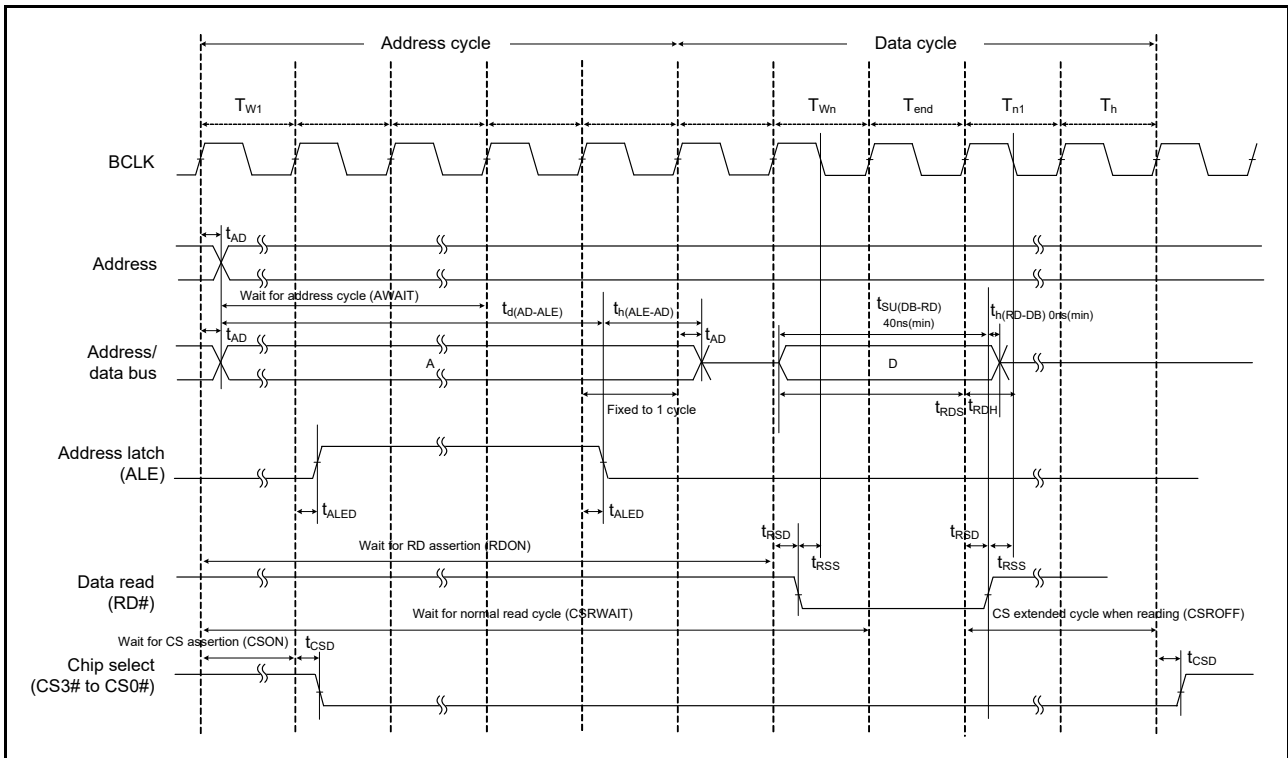 Address cycle
Data cycle
TW1
TWn
Tend
Tn1
Th
BCLK
tAD
Address
Wait for address cycle (AWAIT)
td(AD-ALE)
th(ALE-AD)
tSU(DB-RD)
40ns(min)
th(RD-DB) 0ns(min)
tAD
tAD
Address/
data bus
A
D
Fixed to 1 cycle
tRDS
tRDH
Address latch
(ALE)
tALED
tALED
tRSD
tRSD
Wait for RD assertion (RDON)
tRSS
tRSS
Data read
(RD#)
Wait for normal read cycle (CSRWAIT)
CS extended cycle when reading (CSROFF)
Wait for CS assertion (CSON)
tCSD
tCSD
Chip select
(CS3# to CS0#)